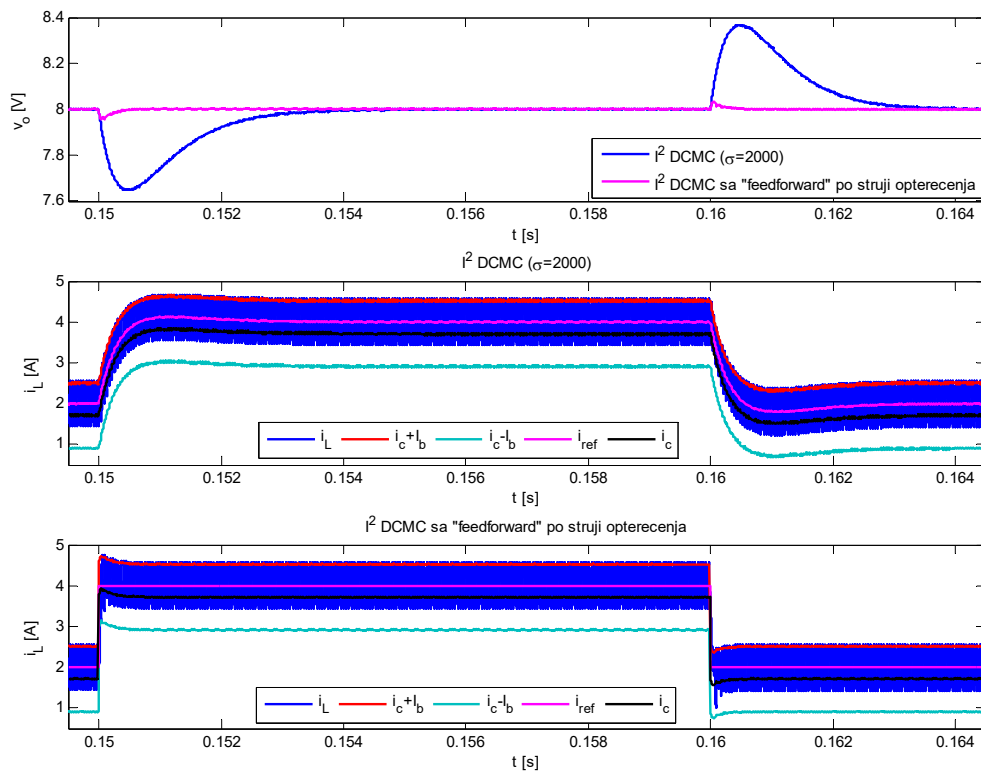 8.4
8.2
8
7.8
7.6
v_o [V]
I^2 DCMC (σ=2000)
I^2 DCMC sa "feedforward" po struji opterecenja
0.15 0.152 0.154 0.156 0.158 0.16 0.162 0.164
t [s]
I^2 DCMC (σ=2000)
5
4
3
2
1
i_L [A]
i_L i_c+I_b i_c-I_b i_ref i_c
0.15 0.152 0.154 0.156 0.158 0.16 0.162 0.164
t [s]
I^2 DCMC sa "feedforward" po struji opterecenja
5
4
3
2
1
i_L [A]
i_L i_c+I_b i_c-I_b i_ref i_c
0.15 0.152 0.154 0.156 0.158 0.16 0.162 0.164
t [s]